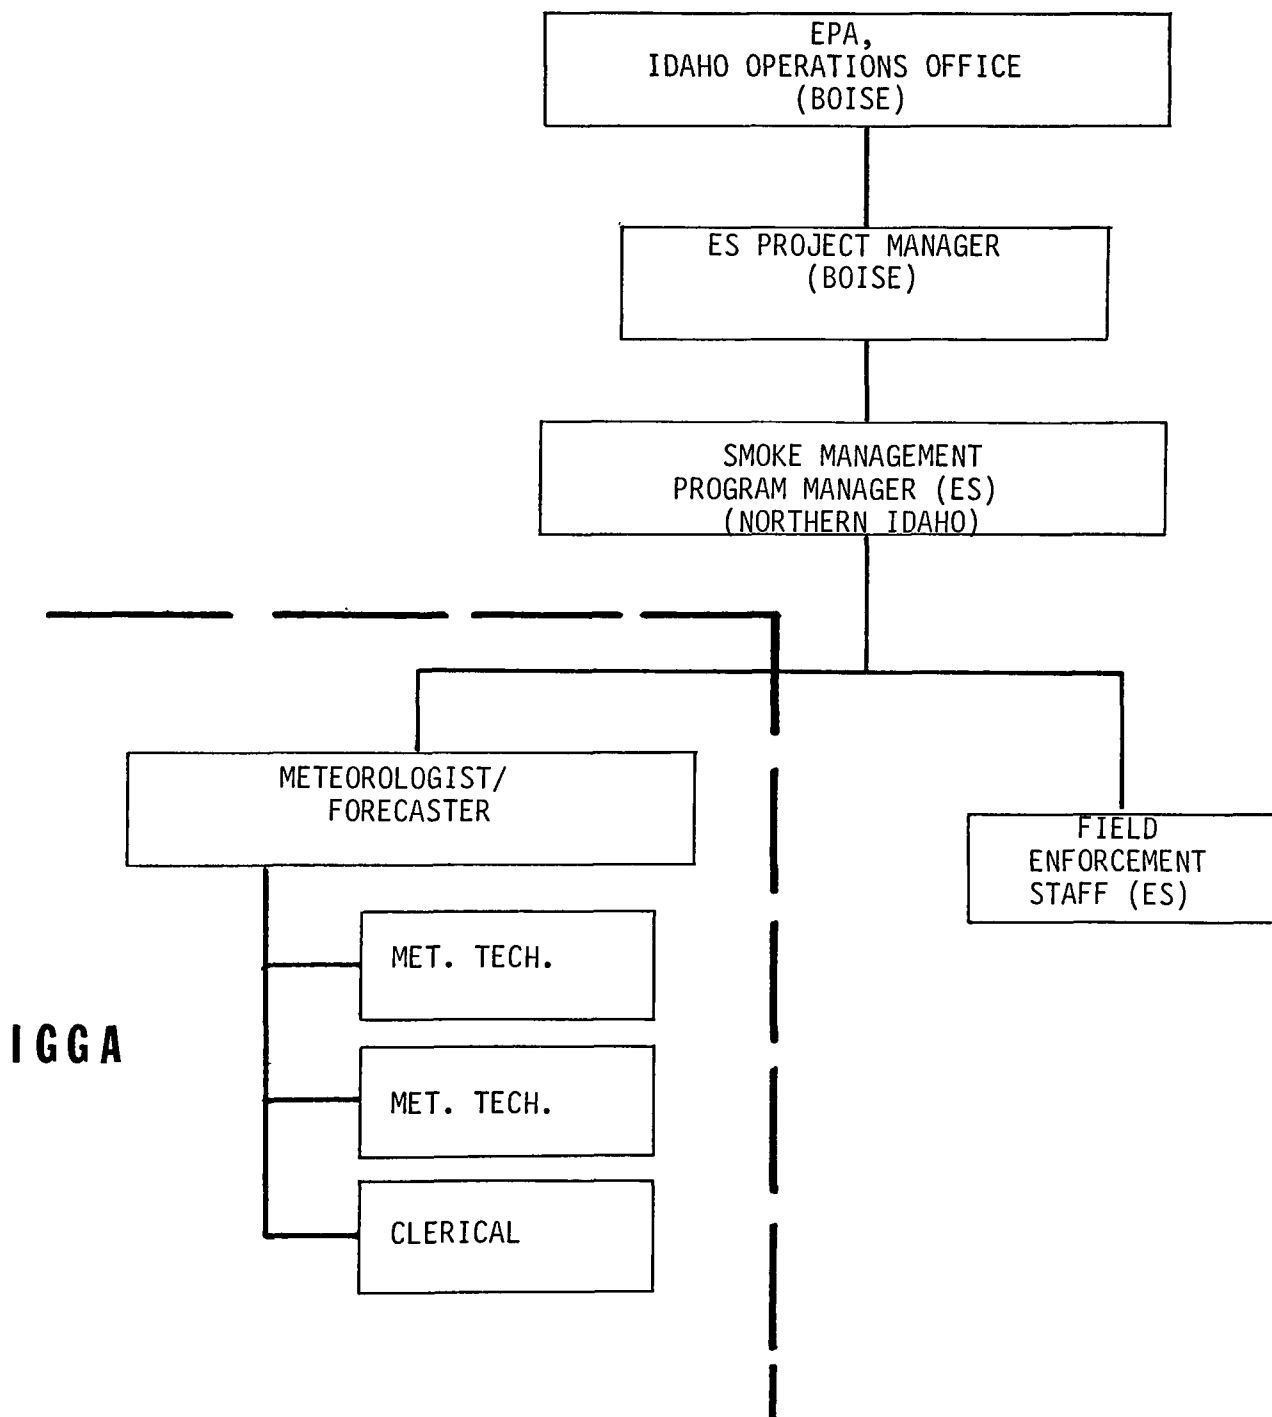 EPA,
IDAHO OPERATIONS OFFICE
(BOISE)
ES PROJECT MANAGER
(BOISE)
SMOKE MANAGEMENT
PROGRAM MANAGER (ES)
(NORTHERN IDAHO)
METEOROLOGIST/
FORECASTER
FIELD
ENFORCEMENT
STAFF (ES)
MET. TECH.
IGGA
MET. TECH.
CLERICAL